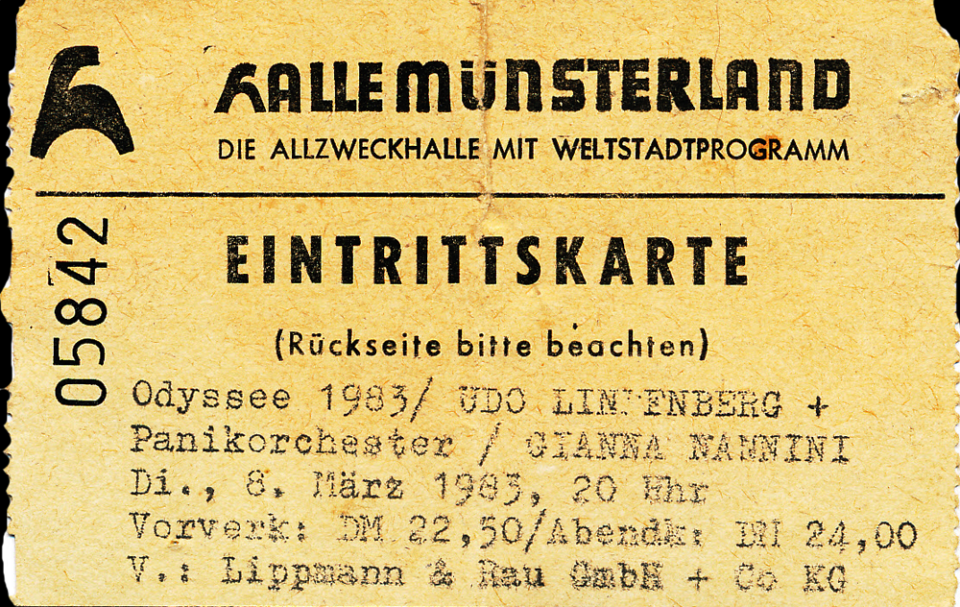 HALLE MÜNSTERLAND
DIE ALLZWECKHALLE MIT WELTSTADTPROGRAMM
05842
EINTRITTSKARTE
(Rückseite bitte beachten)
Odyssee 1983/ UDO LINDENBERG +
Panikorchester / GIANNA NANNINI
Di., 8. März 1983, 20 Uhr
Vorverk: DM 22,50/Abendk: DM 24,00
V.: Lippmann & Rau GmbH + Co KG